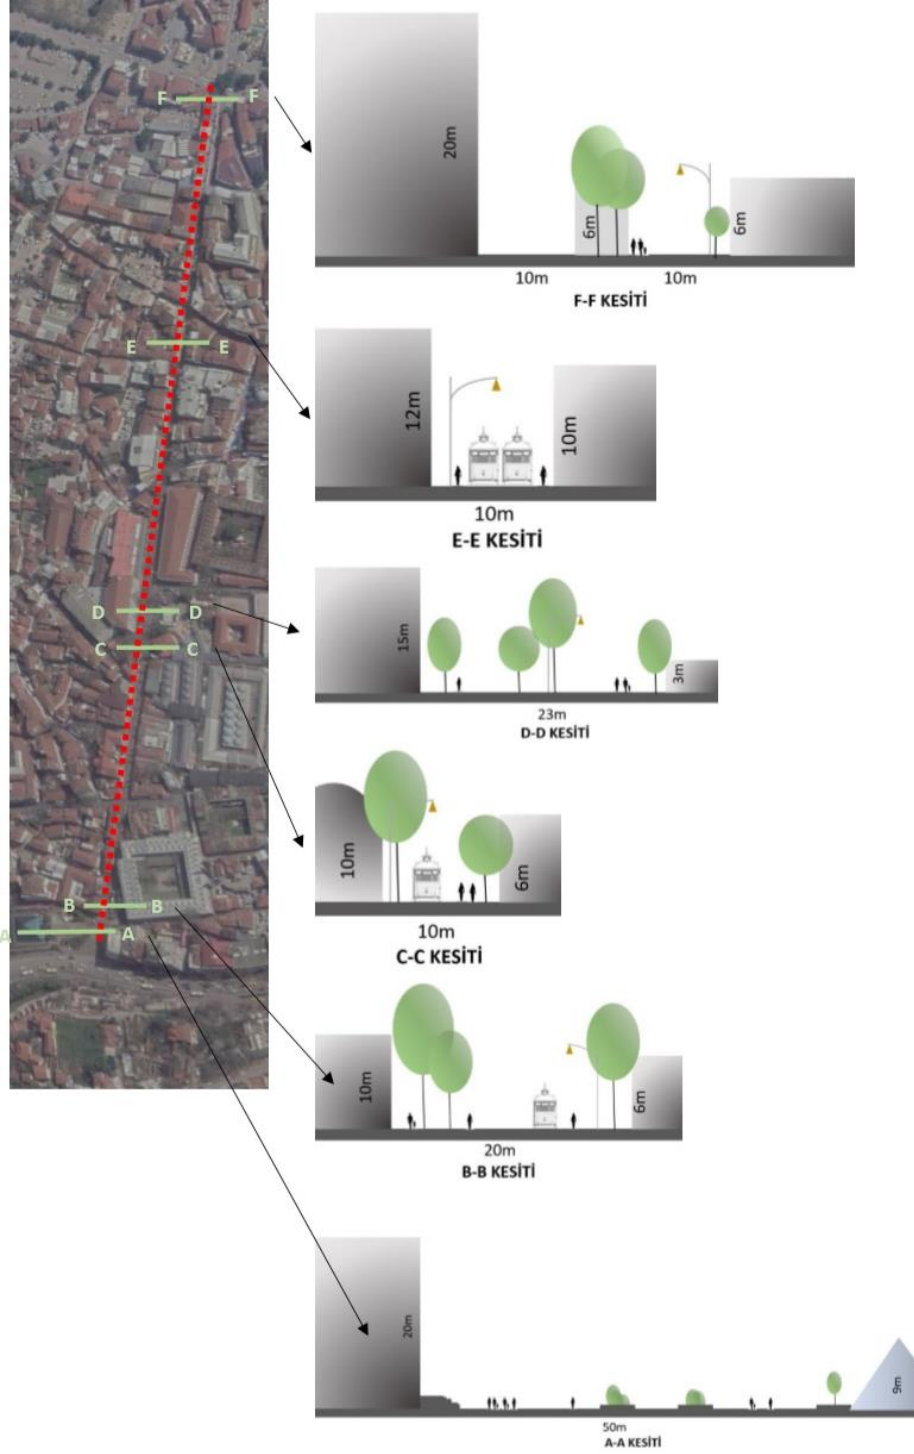 F F
20m
6m
6m
10m 10m
F-F KESİTİ
E E
12m
10m
10m
E-E KESİTİ
D D
15m
3m
23m
D-D KESİTİ
C C
10m
6m
10m
C-C KESİTİ
B B
10m
6m
20m
B-B KESİTİ
A A
20m
9m
50m
A-A KESİTİ